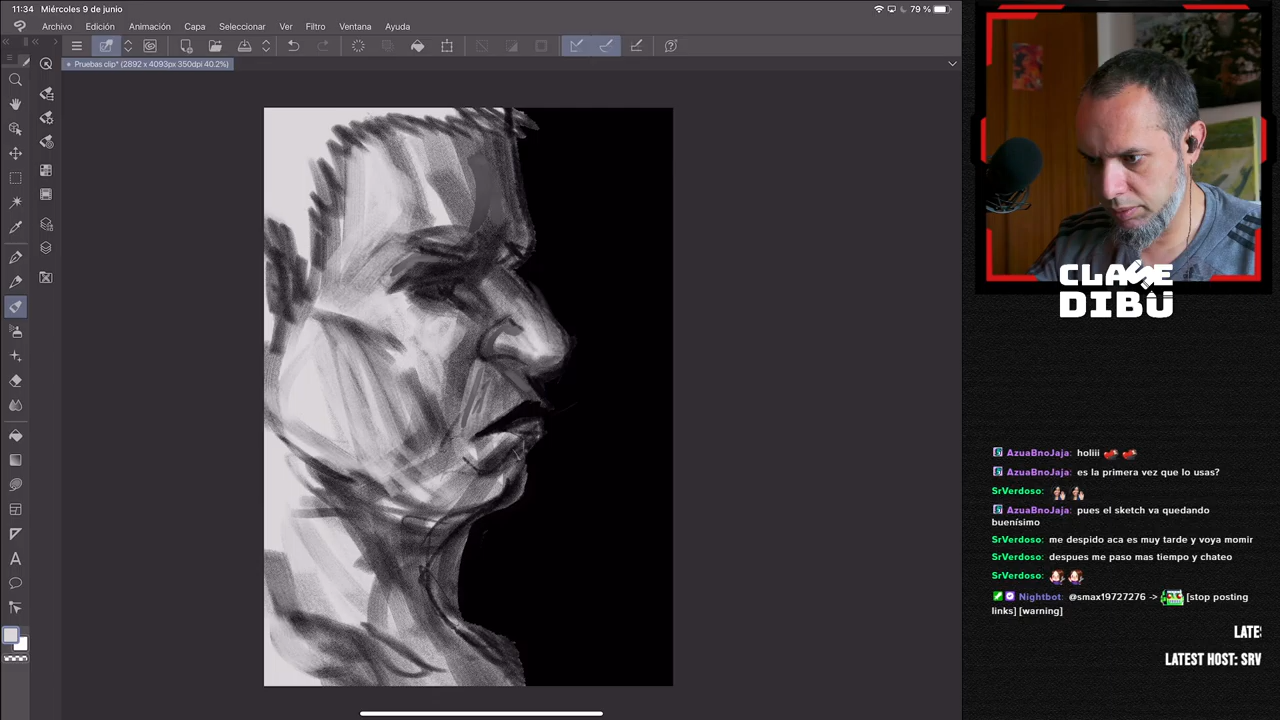 11:34 Miércoles 9 de junio
79 %
Archivo Edición Animación Capa Seleccionar Ver Filtro Ventana Ayuda
Pruebas clip* (2892 x 4093px 350dpi 40.2%)
A
CLASE
DIBÜ
AzuaBnoJaja: holiii
AzuaBnoJaja: es la primera vez que lo usas?
SrVerdoso:
AzuaBnoJaja: pues el sketch va quedando
buenísimo
SrVerdoso: me despido aca es muy tarde y voya momir
SrVerdoso: despues me paso mas tiempo y chateo
SrVerdoso:
Nightbot: @smax19727276 -> [stop posting
links] [warning]
LATES
LATEST HOST: SRV